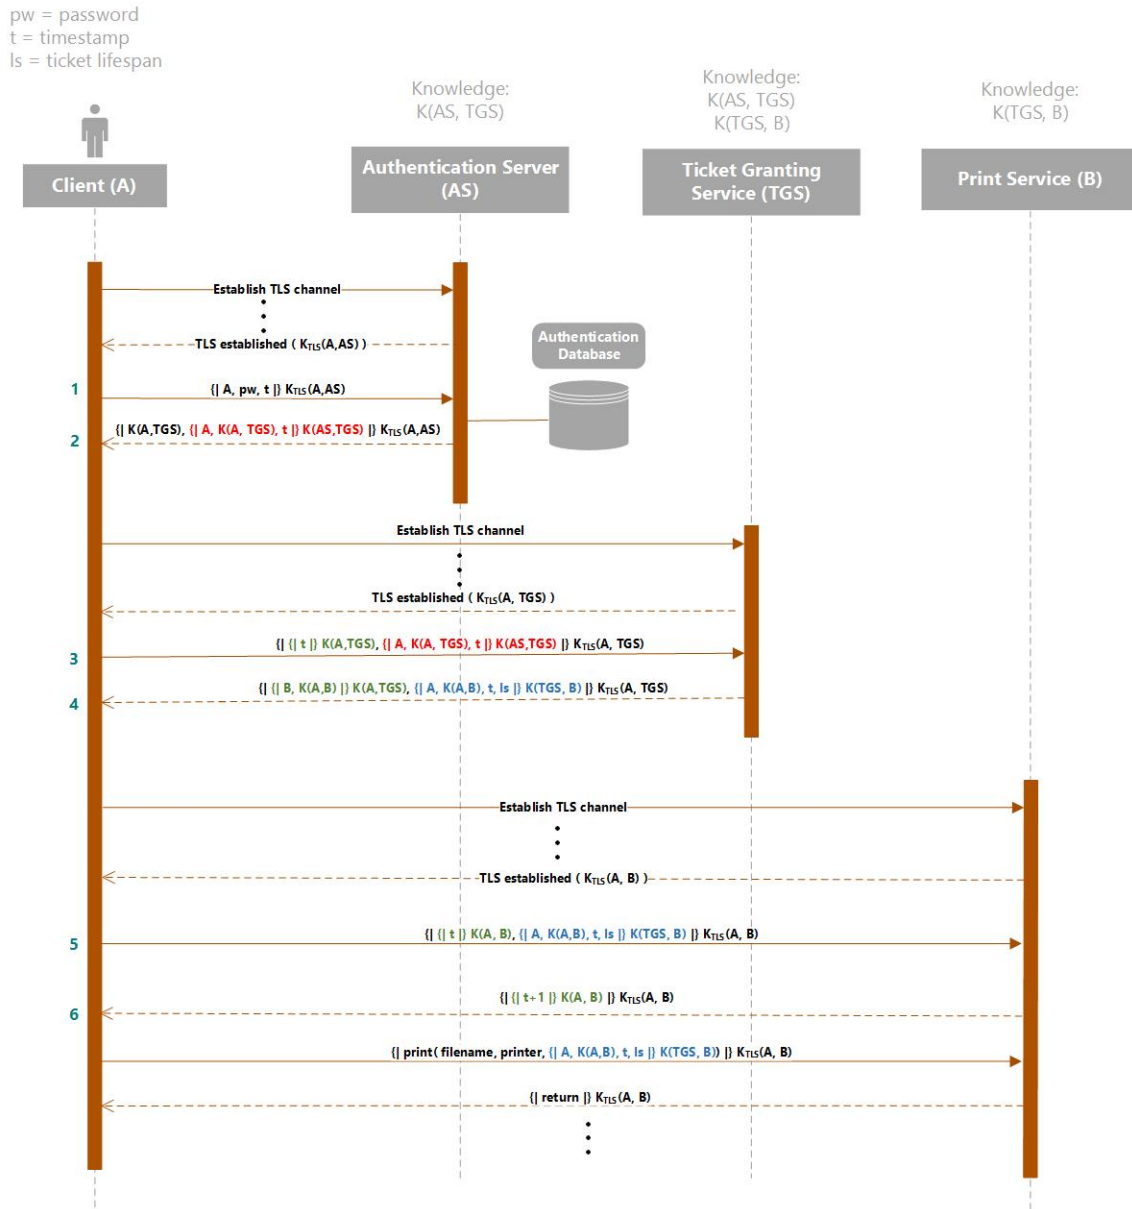 pw = password
t = timestamp
ls = ticket lifespan
Knowledge:
K(AS, TGS)
Knowledge:
K(AS, TGS)
K(TGS, B)
Knowledge:
K(TGS, B)
Client (A)
Authentication Server
(AS)
Ticket Granting
Service (TGS)
Print Service (B)
Establish TLS channel
TLS established ( KTLS(A,AS) )
Authentication
Database
1
{| A, pw, t |} KTLS(A,AS)
2
{| K(A,TGS), {| A, K(A, TGS), t |} K(AS,TGS) |} KTLS(A,AS)
Establish TLS channel
TLS established ( KTLS(A, TGS) )
3
{| {| t |} K(A,TGS), {| A, K(A, TGS), t |} K(AS,TGS) |} KTLS(A, TGS)
4
{| {| B, K(A,B) |} K(A,TGS), {| A, K(A,B), t, ls |} K(TGS, B) |} KTLS(A, TGS)
Establish TLS channel
TLS established ( KTLS(A, B) )
5
{| {| t |} K(A, B), {| A, K(A,B), t, ls |} K(TGS, B) |} KTLS(A, B)
6
{| {| t+1 |} K(A, B) |} KTLS(A, B)
{| print( filename, printer, {| A, K(A,B), t, ls |} K(TGS, B)) |} KTLS(A, B)
{| return |} KTLS(A, B)